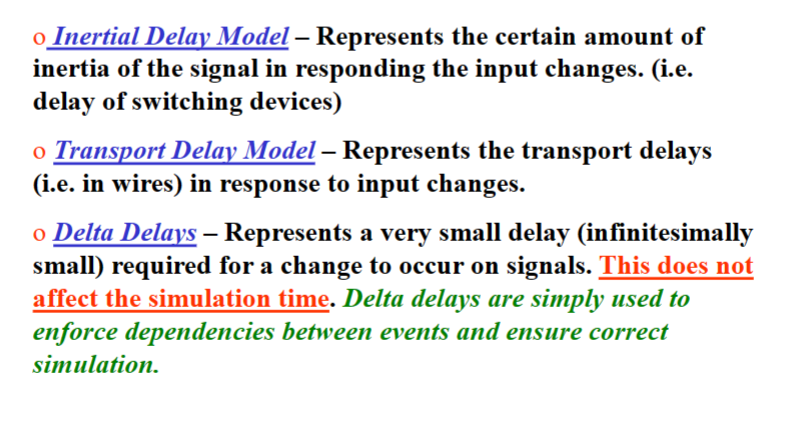 o Inertial Delay Model – Represents the certain amount of
inertia of the signal in responding the input changes. (i.e.
delay of switching devices)
o Transport Delay Model – Represents the transport delays
(i.e. in wires) in response to input changes.
o Delta Delays – Represents a very small delay (infinitesimally
small) required for a change to occur on signals. This does not
affect the simulation time. Delta delays are simply used to
enforce dependencies between events and ensure correct
simulation.